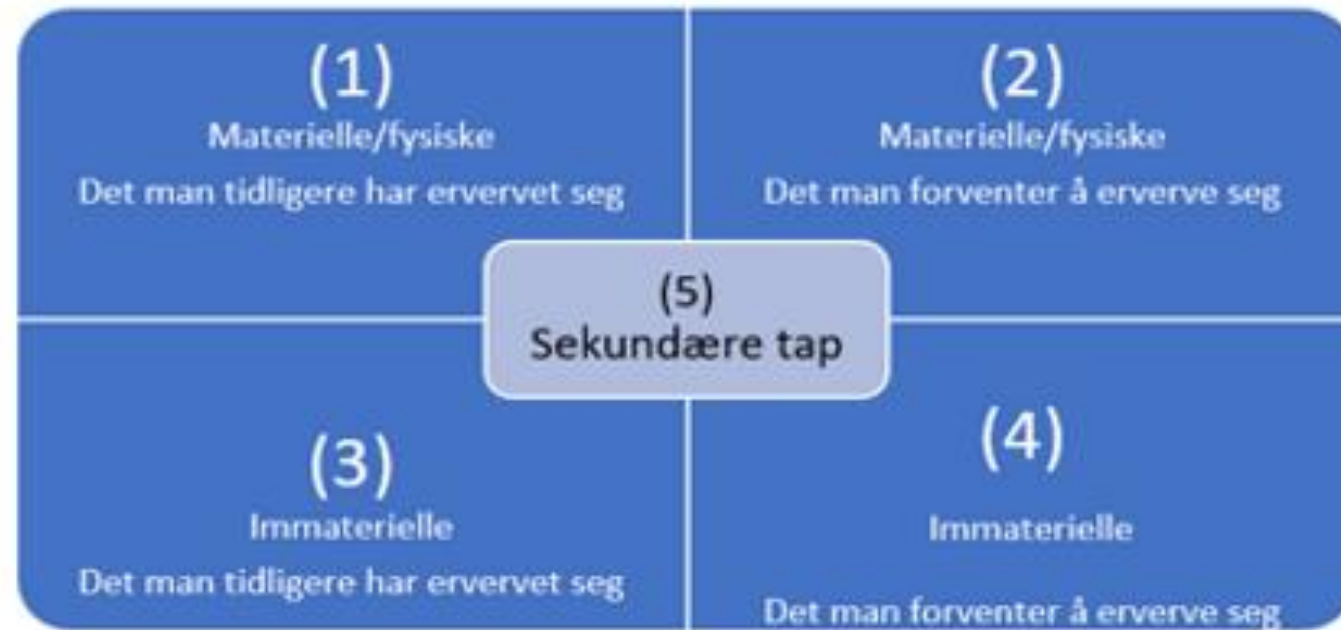 (1)
Materielle/fysiske
Det man tidligere har ervervet seg
(2)
Materielle/fysiske
Det man forventer å erverve seg
(5)
Sekundære tap
(3)
Immaterielle
Det man tidligere har ervervet seg
(4)
Immaterielle
Det man forventer å erverve seg